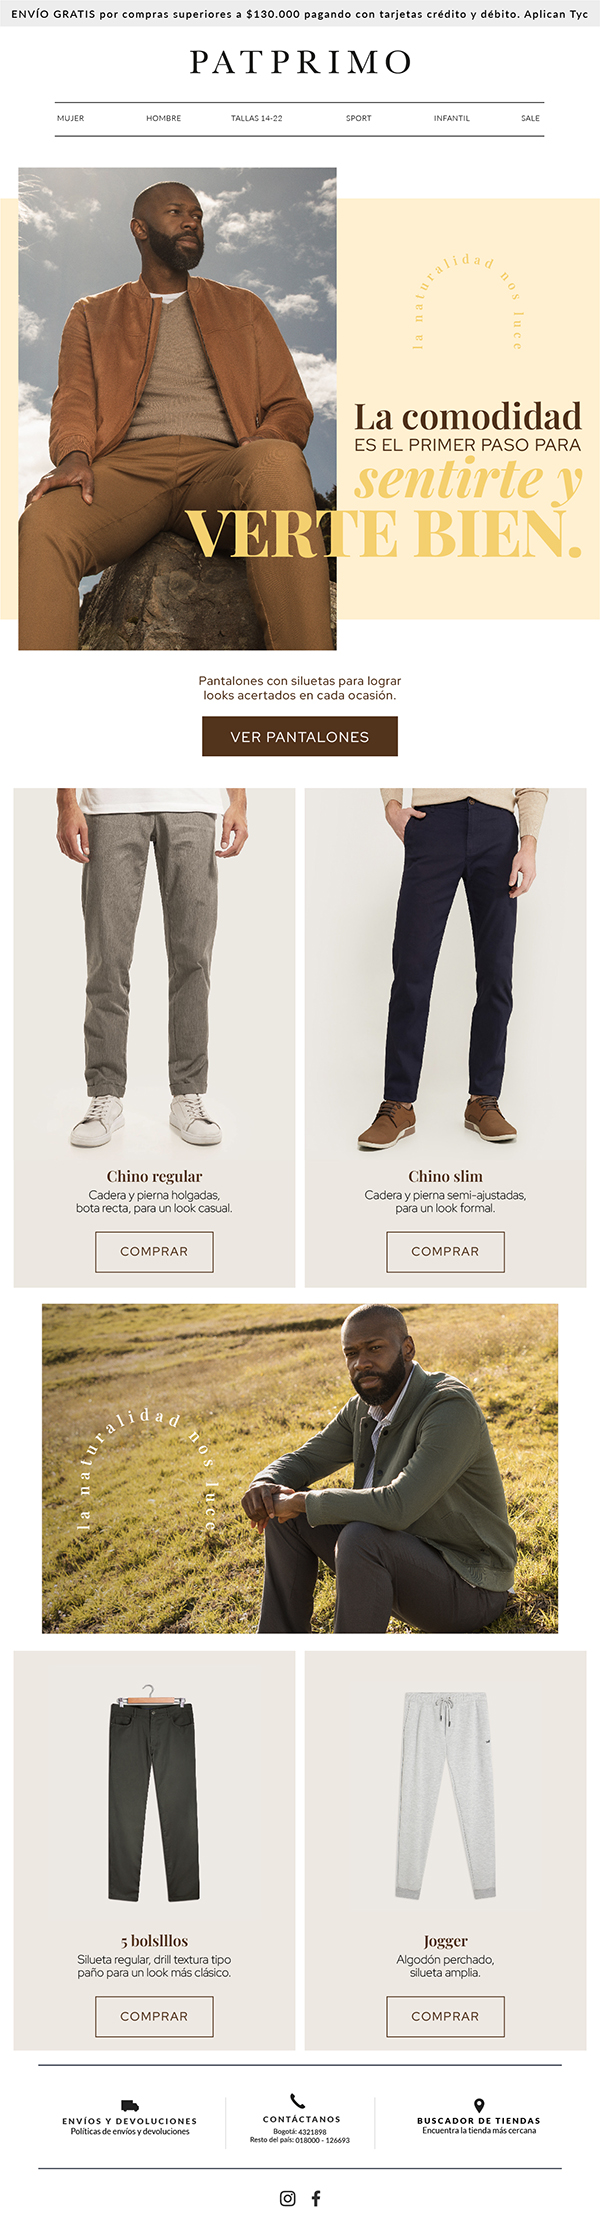 ENVÍO GRATIS por compras superiores a $130.000 pagando con tarjetas crédito y débito. Aplican Tyc
PATPRIMO
MUJER HOMBRE TALLAS 14-22 SPORT INFANTIL SALE
la naturalidad nos luce
La comodidad
ES EL PRIMER PASO PARA
sentirte y
VERTE BIEN.
Pantalones con siluetas para lograr
looks acertados en cada ocasión.
VER PANTALONES
Chino regular
Cadera y pierna holgadas,
bota recta, para un look casual.
COMPRAR
Chino slim
Cadera y pierna semi-ajustadas,
para un look formal.
COMPRAR
la naturalidad nos luce
5 bolsllos
Silueta regular, drill textura tipo
paño para un look más clásico.
COMPRAR
Jogger
Algodón perchado,
silueta amplia.
COMPRAR
ENVÍOS Y DEVOLUCIONES
Políticas de envíos y devoluciones
CONTÁCTANOS
Bogotá: 4321898
Resto del país: 018000 - 126693
BUSCADOR DE TIENDAS
Encuentra la tienda más cercana